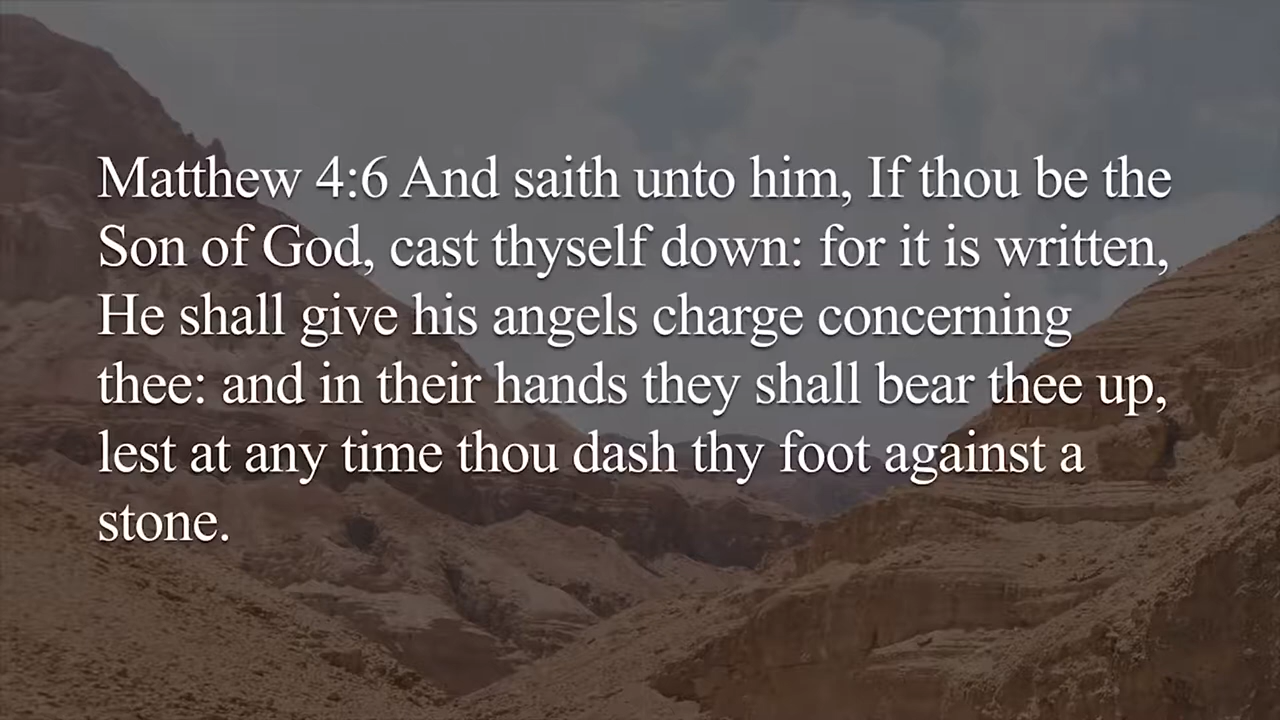 Matthew 4:6 And saith unto him, If thou be the
Son of God, cast thyself down: for it is written,
He shall give his angels charge concerning
thee: and in their hands they shall bear thee up,
lest at any time thou dash thy foot against a
stone.